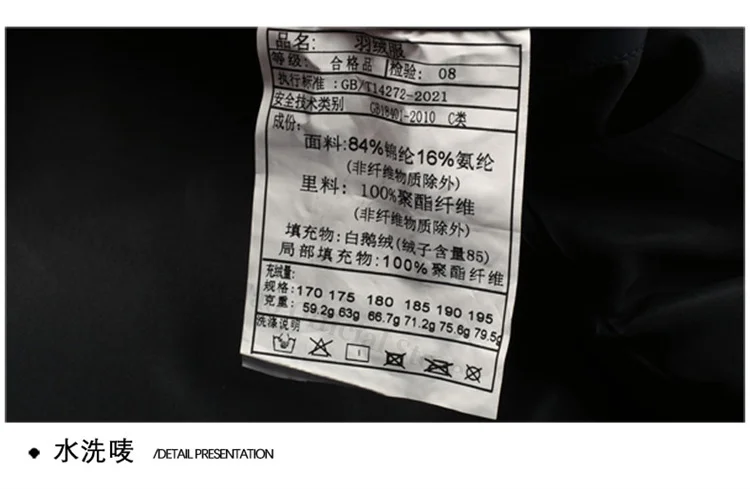 品名: 羽绒服
等级: 合格品 检验: 08
执行标准:GB/T14272-2021
安全技术类别 GB18401-2010 C类
成份:
面料:84%锦纶16%氨纶
(非纤维物质除外)
里料: 100%聚酯纤维
(非纤维物质除外)
填充物:白鹅绒(绒子含量85)
局部填充物:100%聚酯纤维
充绒量:
规格:170 175 180 185 190 195
克重: 59.2g 63g 66.7g 71.2g 75.6g 79.5g
洗涤说明
水洗唛 /DETAIL PRESENTATION